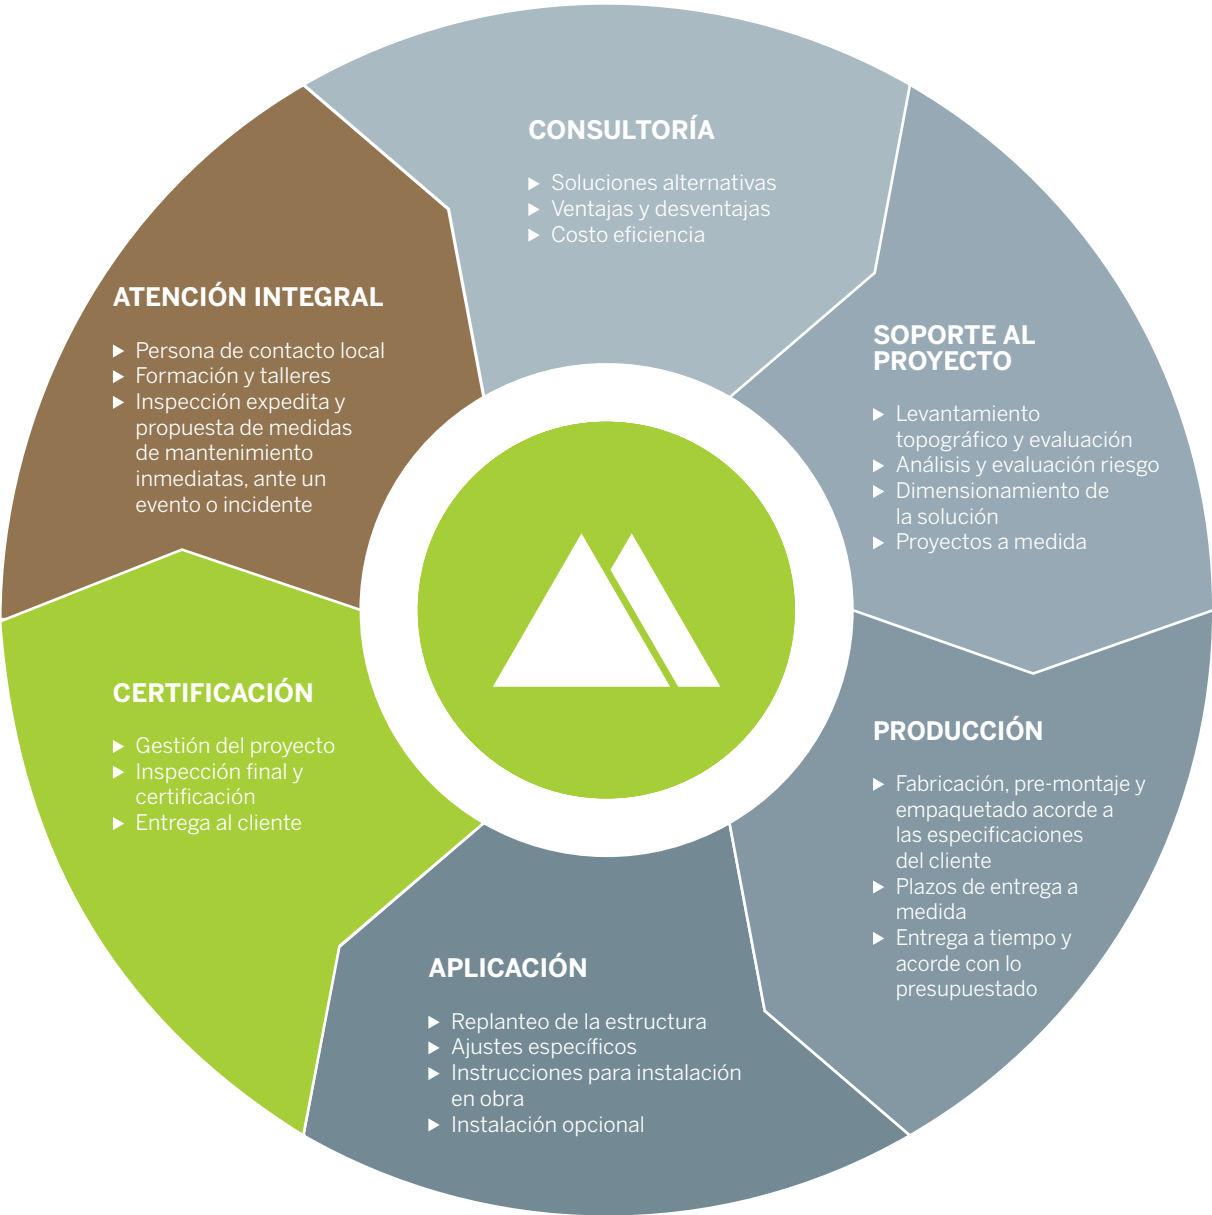 CONSULTORÍA
▶ Soluciones alternativas
▶ Ventajas y desventajas
▶ Costo eficiencia
SOPORTE AL
PROYECTO
▶ Levantamiento
topográfico y evaluación
▶ Análisis y evaluación riesgo
▶ Dimensionamiento de
la solución
▶ Proyectos a medida
PRODUCCIÓN
▶ Fabricación, pre-montaje y
empaquetado acorde a
las especificaciones
del cliente
▶ Plazos de entrega a
medida
▶ Entrega a tiempo y
acorde con lo
presupuestado
APLICACIÓN
▶ Replanteo de la estructura
▶ Ajustes específicos
▶ Instrucciones para instalación
en obra
▶ Instalación opcional
CERTIFICACIÓN
▶ Gestión del proyecto
▶ Inspección final y
certificación
▶ Entrega al cliente
ATENCIÓN INTEGRAL
▶ Persona de contacto local
▶ Formación y talleres
▶ Inspección expedita y
propuesta de medidas
de mantenimiento
inmediatas, ante un
evento o incidente